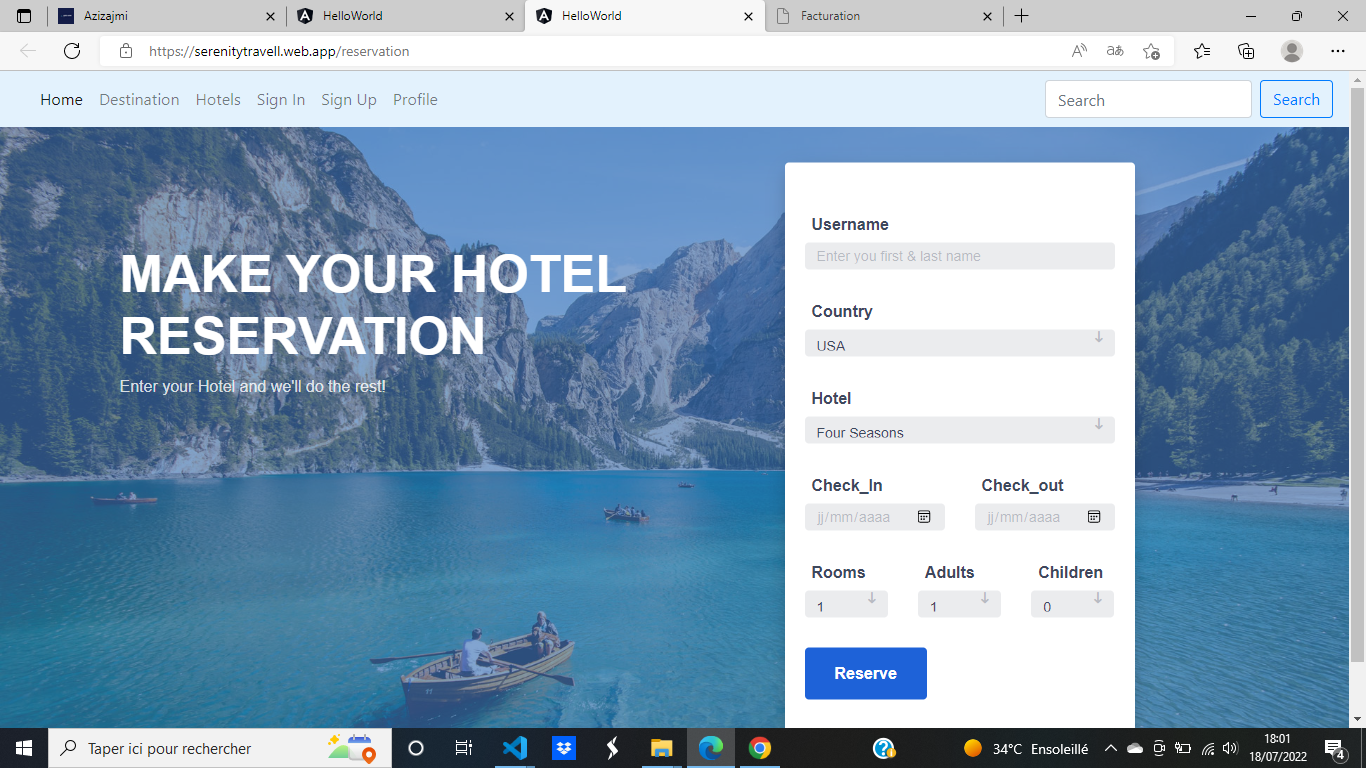 Azizajmi
HelloWorld
HelloWorld
Facturation
https://serenitytravell.web.app/reservation
Home Destination Hotels Sign In Sign Up Profile
Search Search
MAKE YOUR HOTEL
RESERVATION
Enter your Hotel and we'll do the rest!
Username
Enter you first & last name
Country
USA
Hotel
Four Seasons
Check_In Check_out
jj/mm/aaaa jj/mm/aaaa
Rooms Adults Children
1 1 0
Reserve
Taper ici pour rechercher
34°C Ensoleillé
18:01
18/07/2022
4